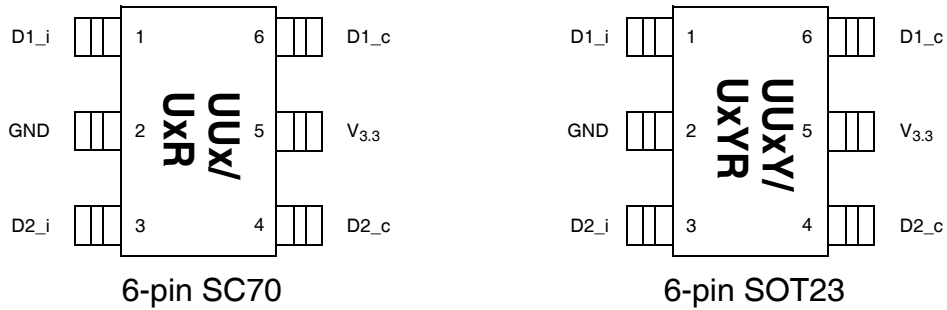 D1_i 1 6 D1_c
GND 2 5 V3.3
D2_i 3 4 D2_c
UUx/
UxR
6-pin SC70
D1_i 1 6 D1_c
GND 2 5 V3.3
D2_i 3 4 D2_c
UUxY/
UxYR
6-pin SOT23